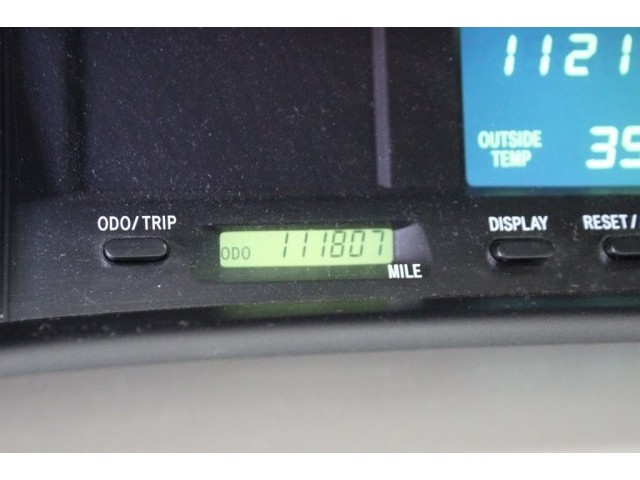 1121
OUTSIDE
TEMP 39
ODO/TRIP
ODO 111807
MILE
DISPLAY
RESET/